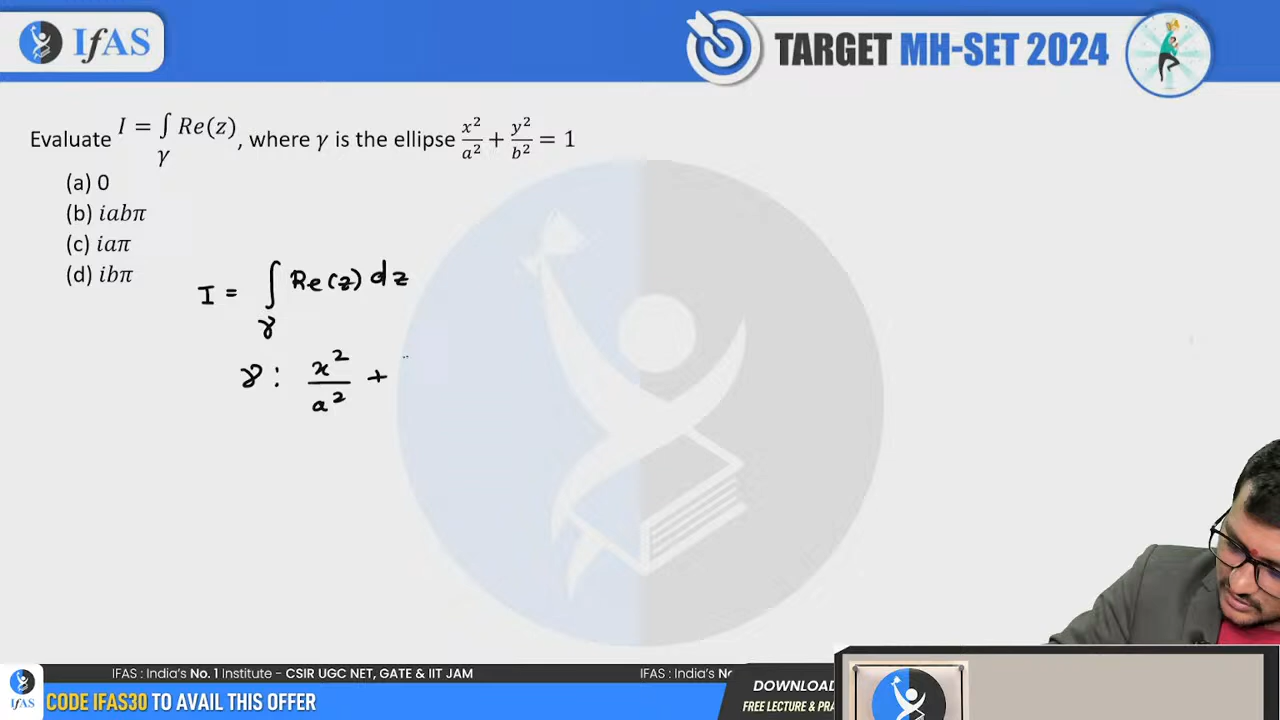 IfAS
TARGET MH-SET 2024
Evaluate I = ∫ Re(z), where γ is the ellipse x²/a² + y²/b² = 1
γ
(a) 0
(b) iabπ
(c) iaπ
(d) ibπ
I = ∫ Re(z) dz
γ
γ : x²/a² +
IFAS : India's No. 1 Institute - CSIR UGC NET, GATE & IIT JAM
IFAS : India's No
IfAS
CODE IFAS30 TO AVAIL THIS OFFER
DOWNLOAD
FREE LECTURE & PRA